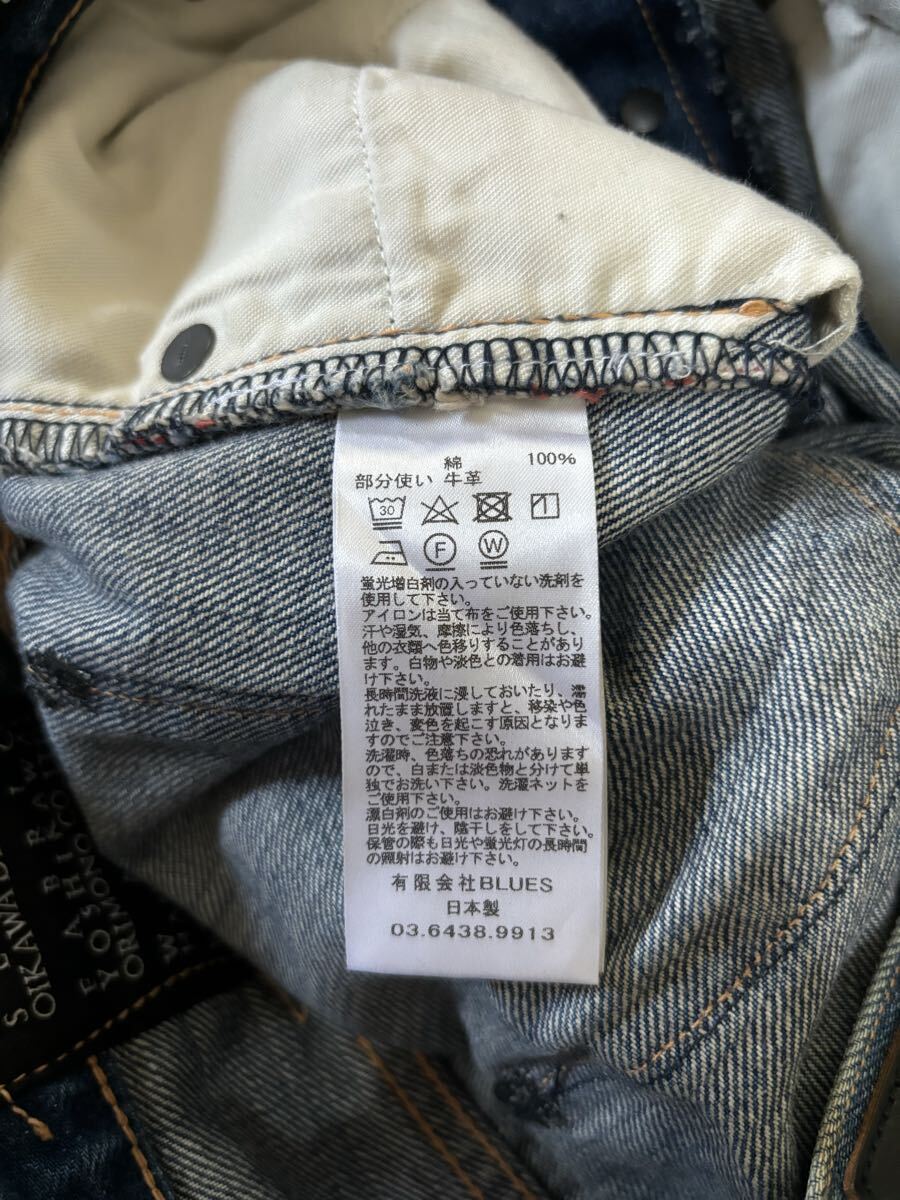 綿 100%
部分使い 牛革
30
F W
蛍光増白剤の入っていない洗剤を
使用して下さい。
アイロンは当て布をご使用下さい。
汗や湿気、摩擦により色落ちし、
他の衣類へ色移りすることがあり
ます。白物や淡色との着用はお避
け下さい。
長時間洗液に浸しておいたり、濡
れたまま放置しますと、移染や色
泣き、変色を起こす原因となりま
すのでご注意下さい。
洗濯時、色落ちの恐れがあります
ので、白または淡色物と分けて単
独でお洗い下さい。洗濯ネットを
ご使用下さい。
漂白剤のご使用はお避け下さい。
日光を避け、陰干しをして下さい。
保管の際も日光や蛍光灯の長時間
の照射はお避け下さい。
有限会社BLUES
日本製
03.6438.9913